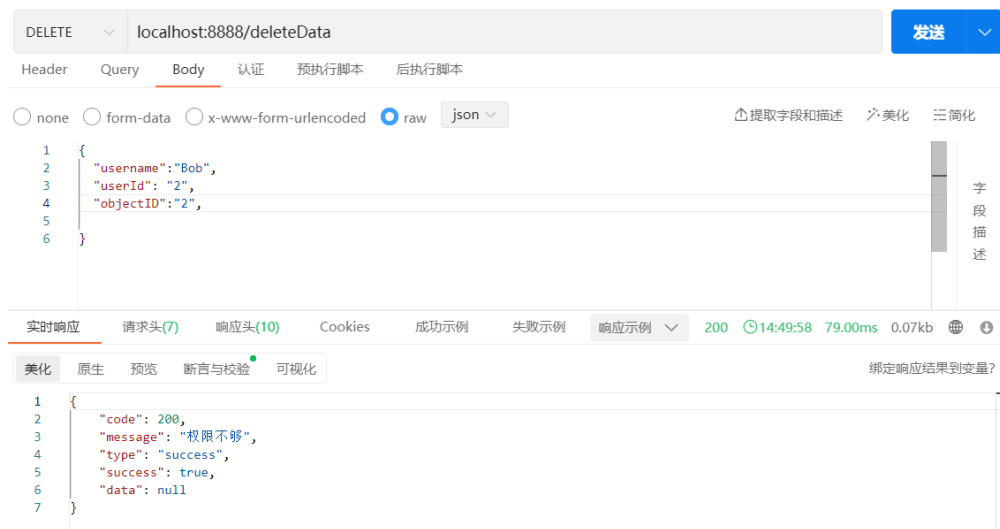 DELETE localhost:8888/deleteData 发送
Header Query Body 认证 预执行脚本 后执行脚本
none form-data x-www-form-urlencoded raw json 提取字段和描述 美化 简化
1 {
2 "username":"Bob",
3 "userId": "2",
4 "objectID":"2",
5
6 }
字段描述
实时响应 请求头(7) 响应头(10) Cookies 成功示例 失败示例 响应示例 200 14:49:58 79.00ms 0.07kb
美化 原生 预览 断言与校验 可视化 绑定响应结果到变量?
1 {
2 "code": 200,
3 "message": "权限不够",
4 "type": "success",
5 "success": true,
6 "data": null
7 }